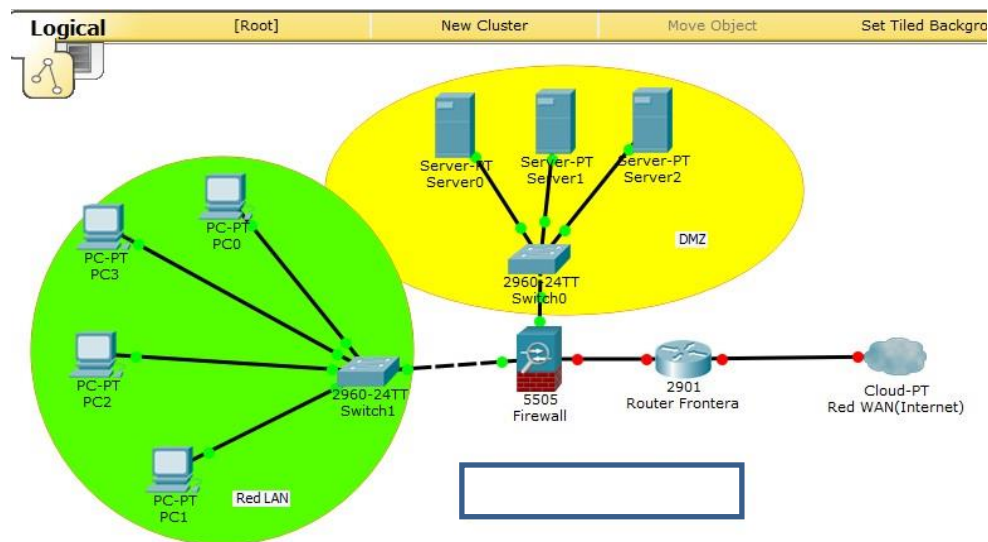 Logical
[Root]
New Cluster
Move Object
Set Tiled Backgro
Server-PT
Server0
Server-PT
Server1
Server-PT
Server2
DMZ
PC-PT
PC0
PC-PT
PC3
2960-24TT
Switch0
PC-PT
PC2
2960-24TT
Switch1
5505
Firewall
2901
Router Frontera
Cloud-PT
Red WAN(Internet)
PC-PT
PC1
Red LAN